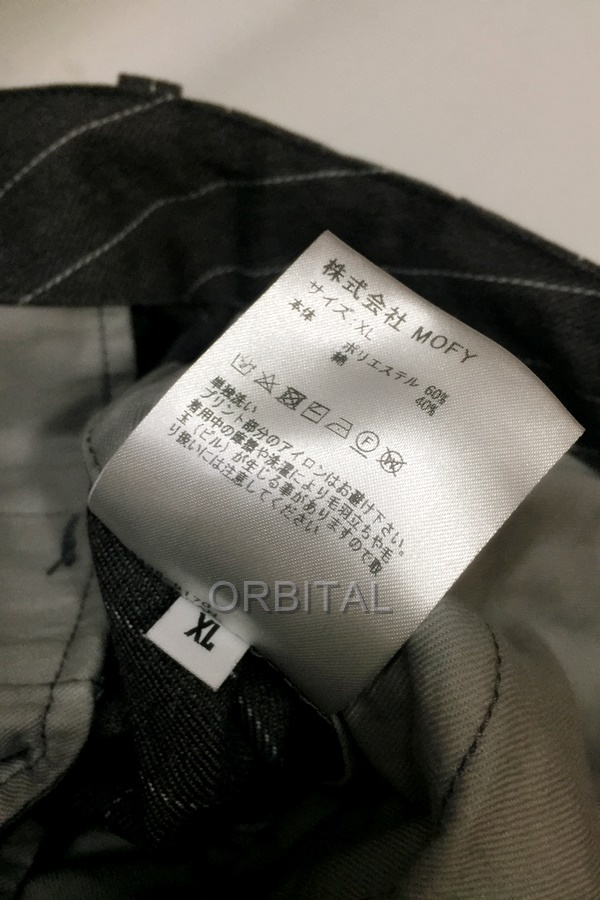 株式会社 MOFY
サイズ XL
本体
ポリエステル 60%
綿 40%
F W
単独洗い
プリント部分のアイロンはお避け下さい。
着用中の摩擦や洗濯により毛羽立ちや毛
玉（ピル）が生じる事がありますので取
り扱いには注意してください
ORBITAL
XL